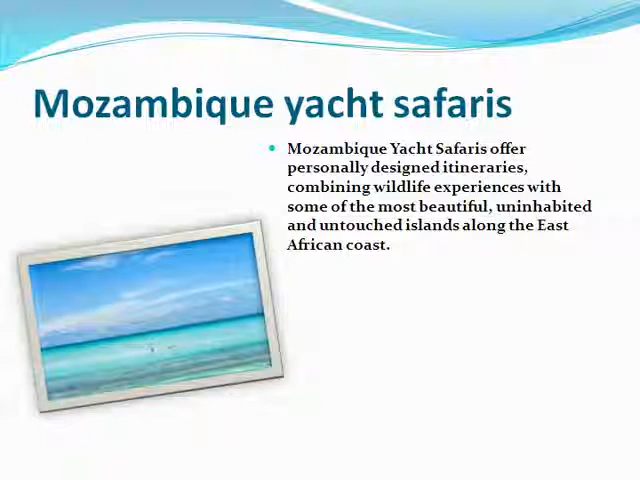 Mozambique yacht safaris
Mozambique Yacht Safaris offer
personally designed itineraries,
combining wildlife experiences with
some of the most beautiful, uninhabited
and untouched islands along the East
African coast.